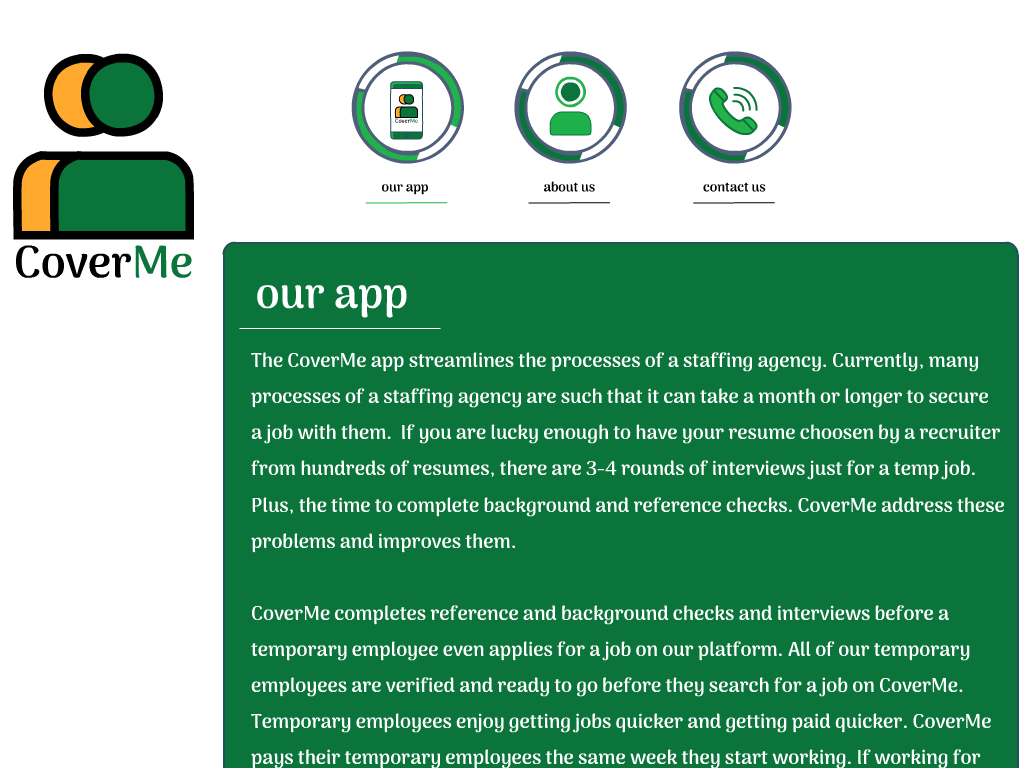 CoverMe
CoverMe
our app
about us
contact us
our app
The CoverMe app streamlines the processes of a staffing agency. Currently, many
processes of a staffing agency are such that it can take a month or longer to secure
a job with them.  If you are lucky enough to have your resume choosen by a recruiter
from hundreds of resumes, there are 3-4 rounds of interviews just for a temp job.
Plus, the time to complete background and reference checks. CoverMe address these
problems and improves them.
CoverMe completes reference and background checks and interviews before a
temporary employee even applies for a job on our platform. All of our temporary
employees are verified and ready to go before they search for a job on CoverMe.
Temporary employees enjoy getting jobs quicker and getting paid quicker. CoverMe
pays their temporary employees the same week they start working. If working for